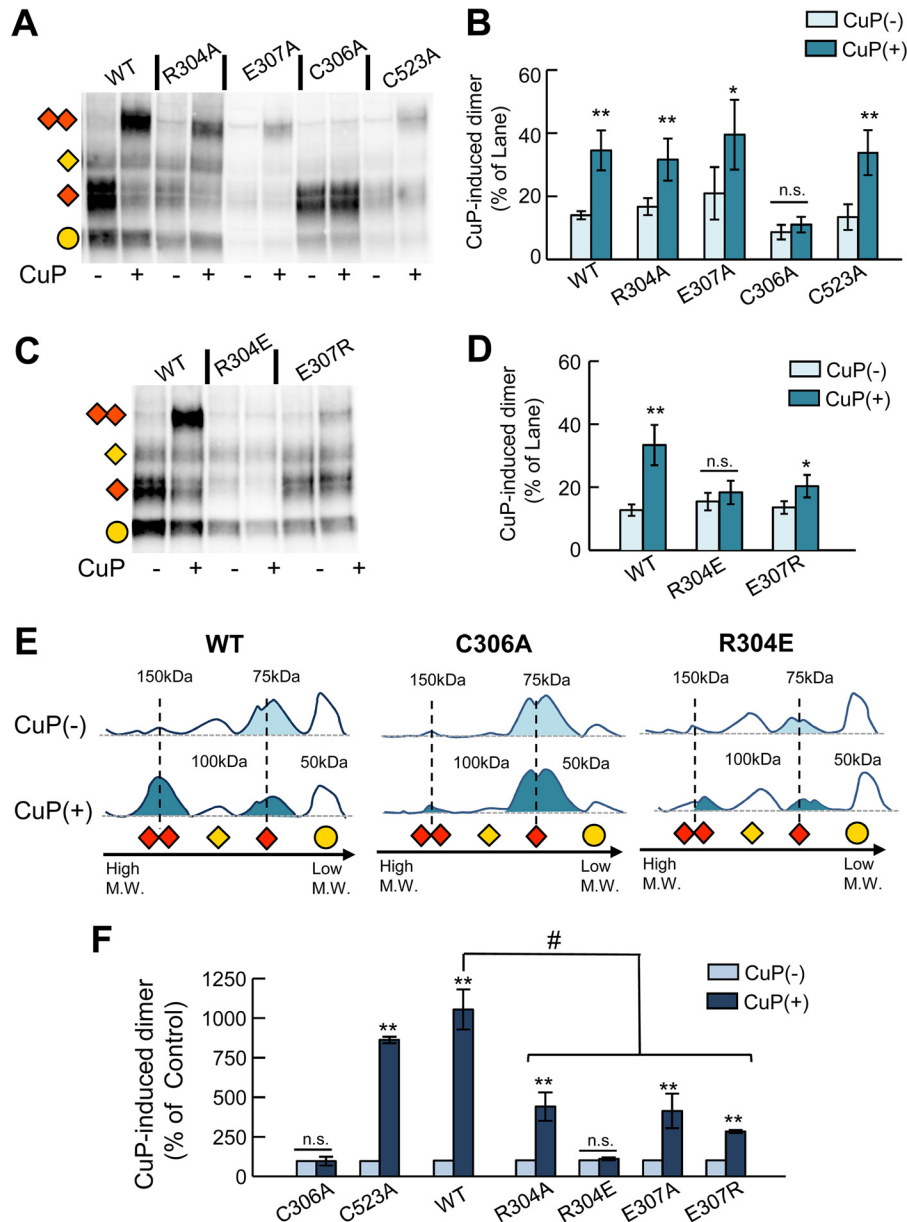 A
WT
R304A
E307A
C306A
C523A
CuP
- + - + - + - + - +
B
CuP(-)
CuP(+)
CuP-induced dimer
(% of Lane)
60
40
20
0
**
**
*
n.s.
**
WT
R304A
E307A
C306A
C523A
C
WT
R304E
E307R
CuP
- + - + - +
D
CuP(-)
CuP(+)
CuP-induced dimer
(% of Lane)
60
40
20
0
**
n.s.
*
WT
R304E
E307R
E
WT C306A R304E
150kDa 75kDa 150kDa 75kDa 150kDa 75kDa
CuP(-)
100kDa 50kDa 100kDa 50kDa 100kDa 50kDa
CuP(+)
High Low High Low High Low
M.W. M.W. M.W. M.W. M.W. M.W.
F
#
CuP(-)
CuP(+)
CuP-induced dimer
(% of Control)
1250
1000
750
500
250
0
n.s.
**
**
**
n.s.
**
**
C306A
C523A
WT
R304A
R304E
E307A
E307R